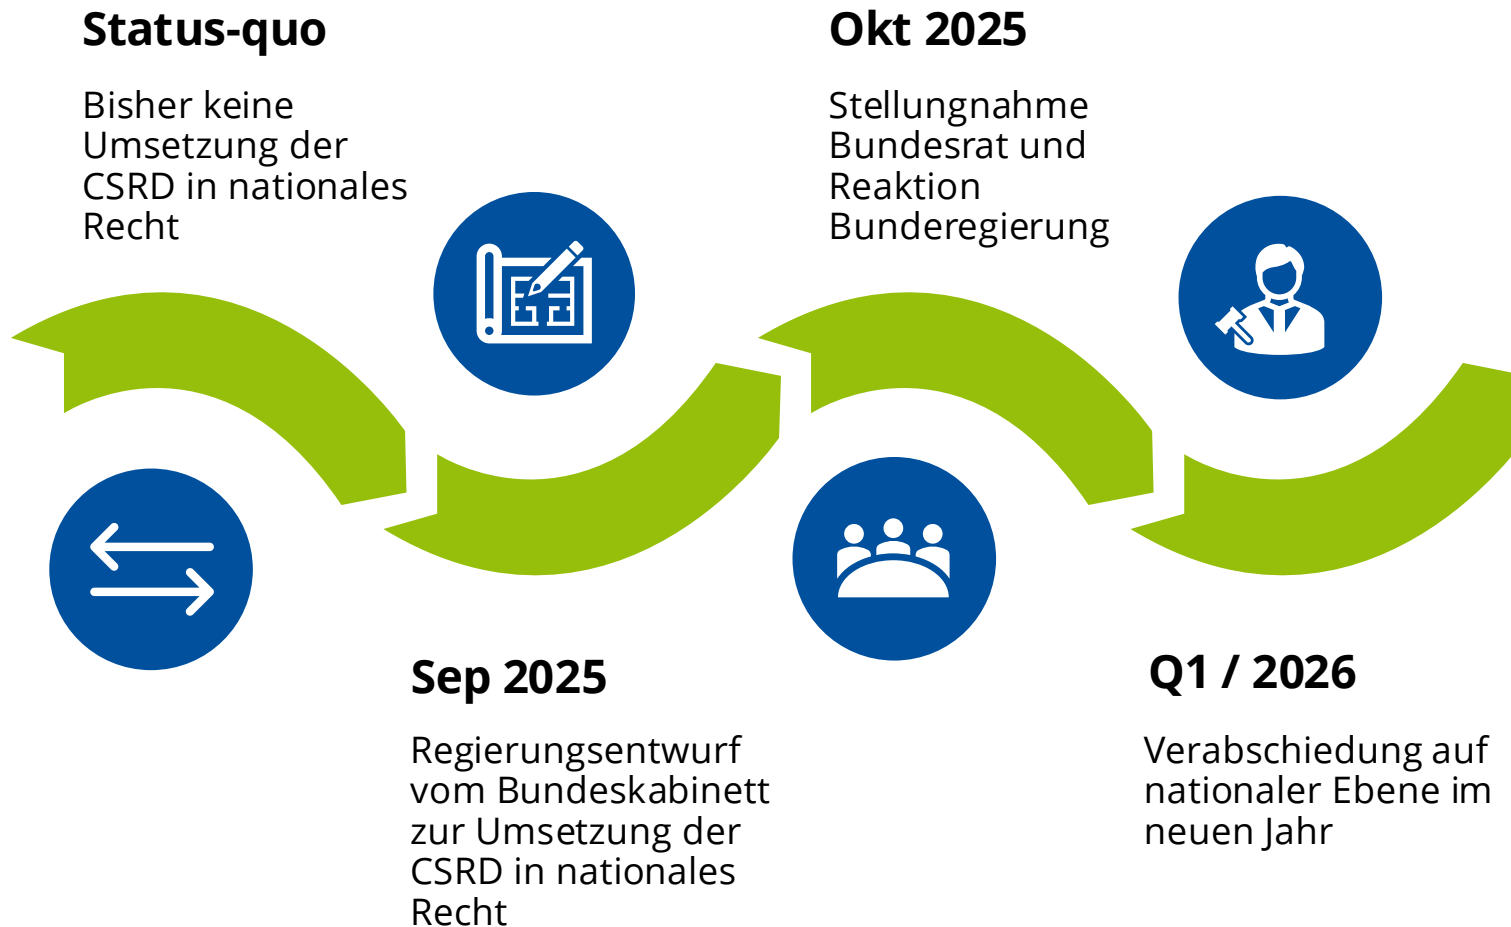 Status-quo
Bisher keine
Umsetzung der
CSRD in nationales
Recht
Sep 2025
Regierungsentwurf
vom Bundeskabinett
zur Umsetzung der
CSRD in nationales
Recht
Okt 2025
Stellungnahme
Bundesrat und
Reaktion
Bunderegierung
Q1 / 2026
Verabschiedung auf
nationaler Ebene im
neuen Jahr